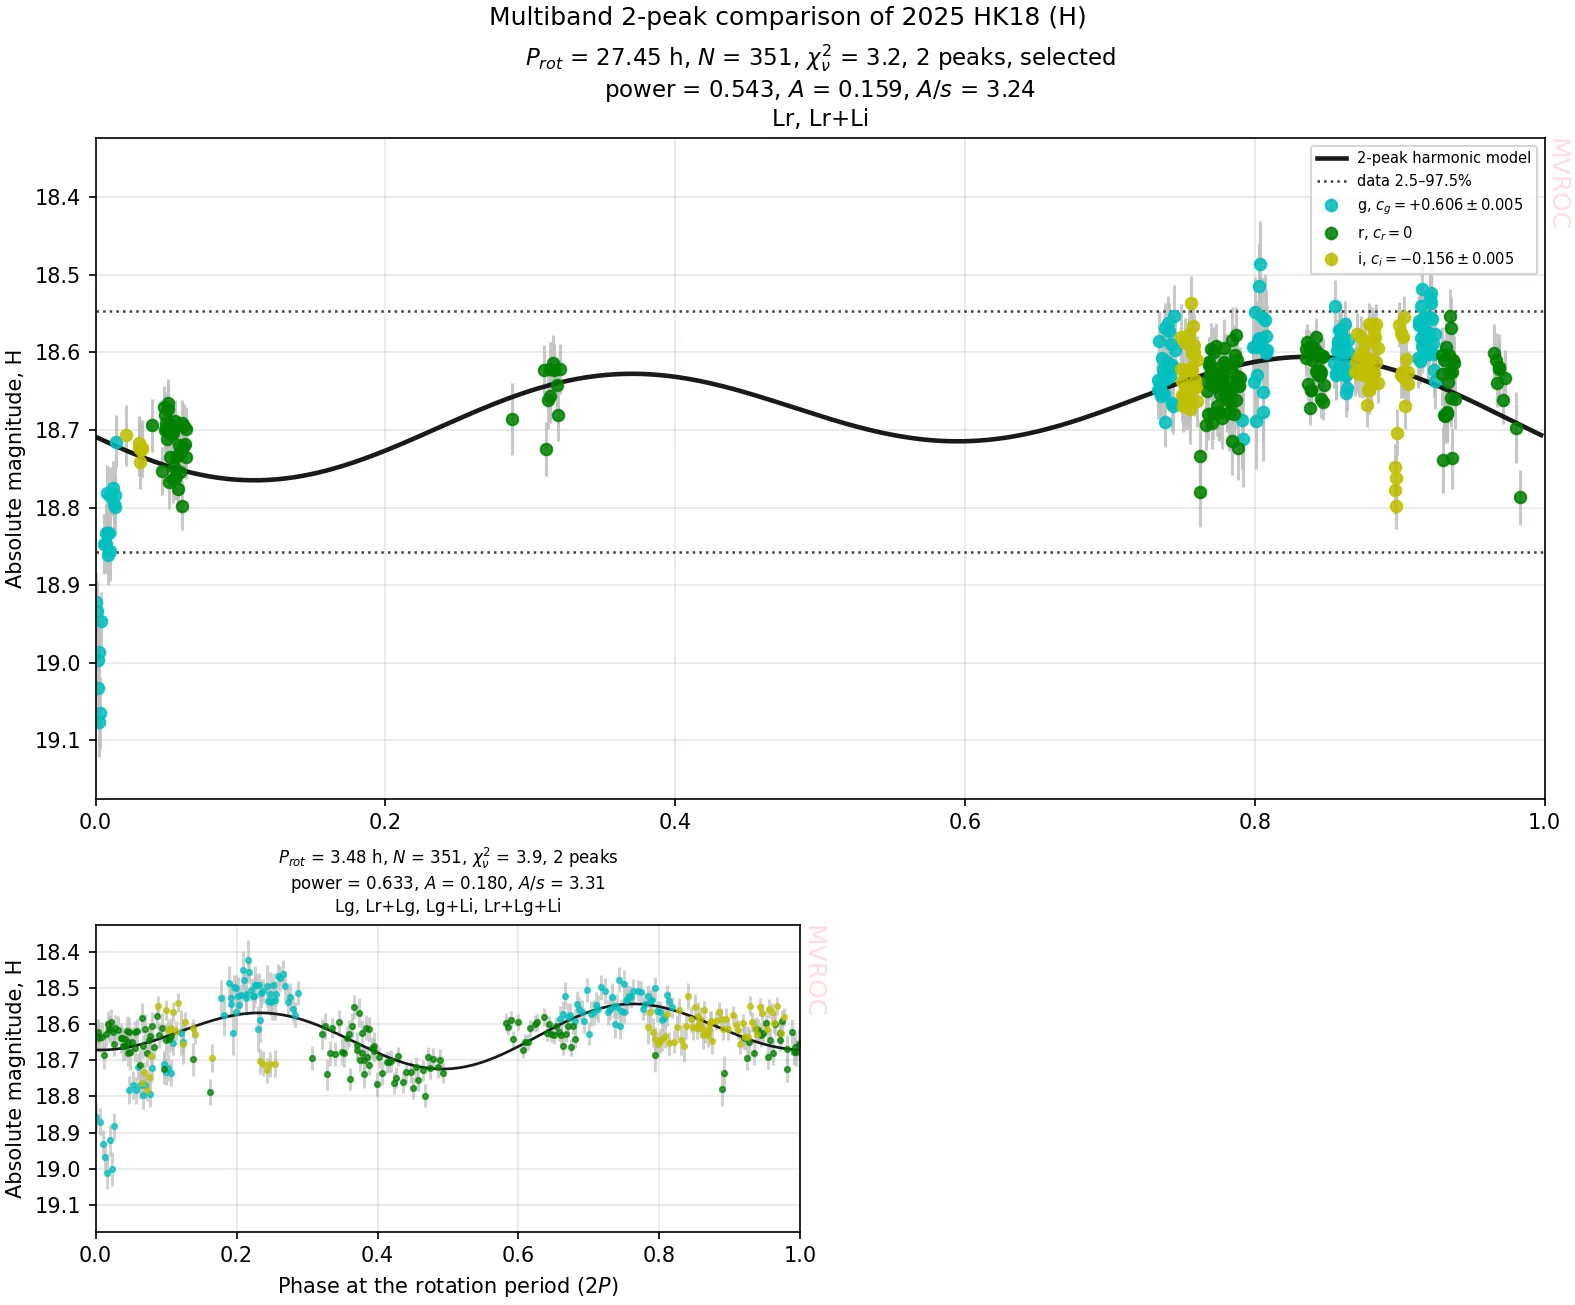 Multiband 2-peak comparison of 2025 HK18 (H)
P_rot = 27.45 h, N = 351, χ²_ν = 3.2, 2 peaks, selected
power = 0.543, A = 0.159, A/s = 3.24
Lr, Lr+Li
MVROC
2-peak harmonic model
data 2.5–97.5%
g, c_g = +0.606 ± 0.005
r, c_r = 0
i, c_i = −0.156 ± 0.005
Absolute magnitude, H
18.4
18.5
18.6
18.7
18.8
18.9
19.0
19.1
0.0 0.2 0.4 0.6 0.8 1.0
P_rot = 3.48 h, N = 351, χ²_ν = 3.9, 2 peaks
power = 0.633, A = 0.180, A/s = 3.31
Lg, Lr+Lg, Lg+Li, Lr+Lg+Li
MVROC
Absolute magnitude, H
18.4
18.5
18.6
18.7
18.8
18.9
19.0
19.1
0.0 0.2 0.4 0.6 0.8 1.0
Phase at the rotation period (2P)